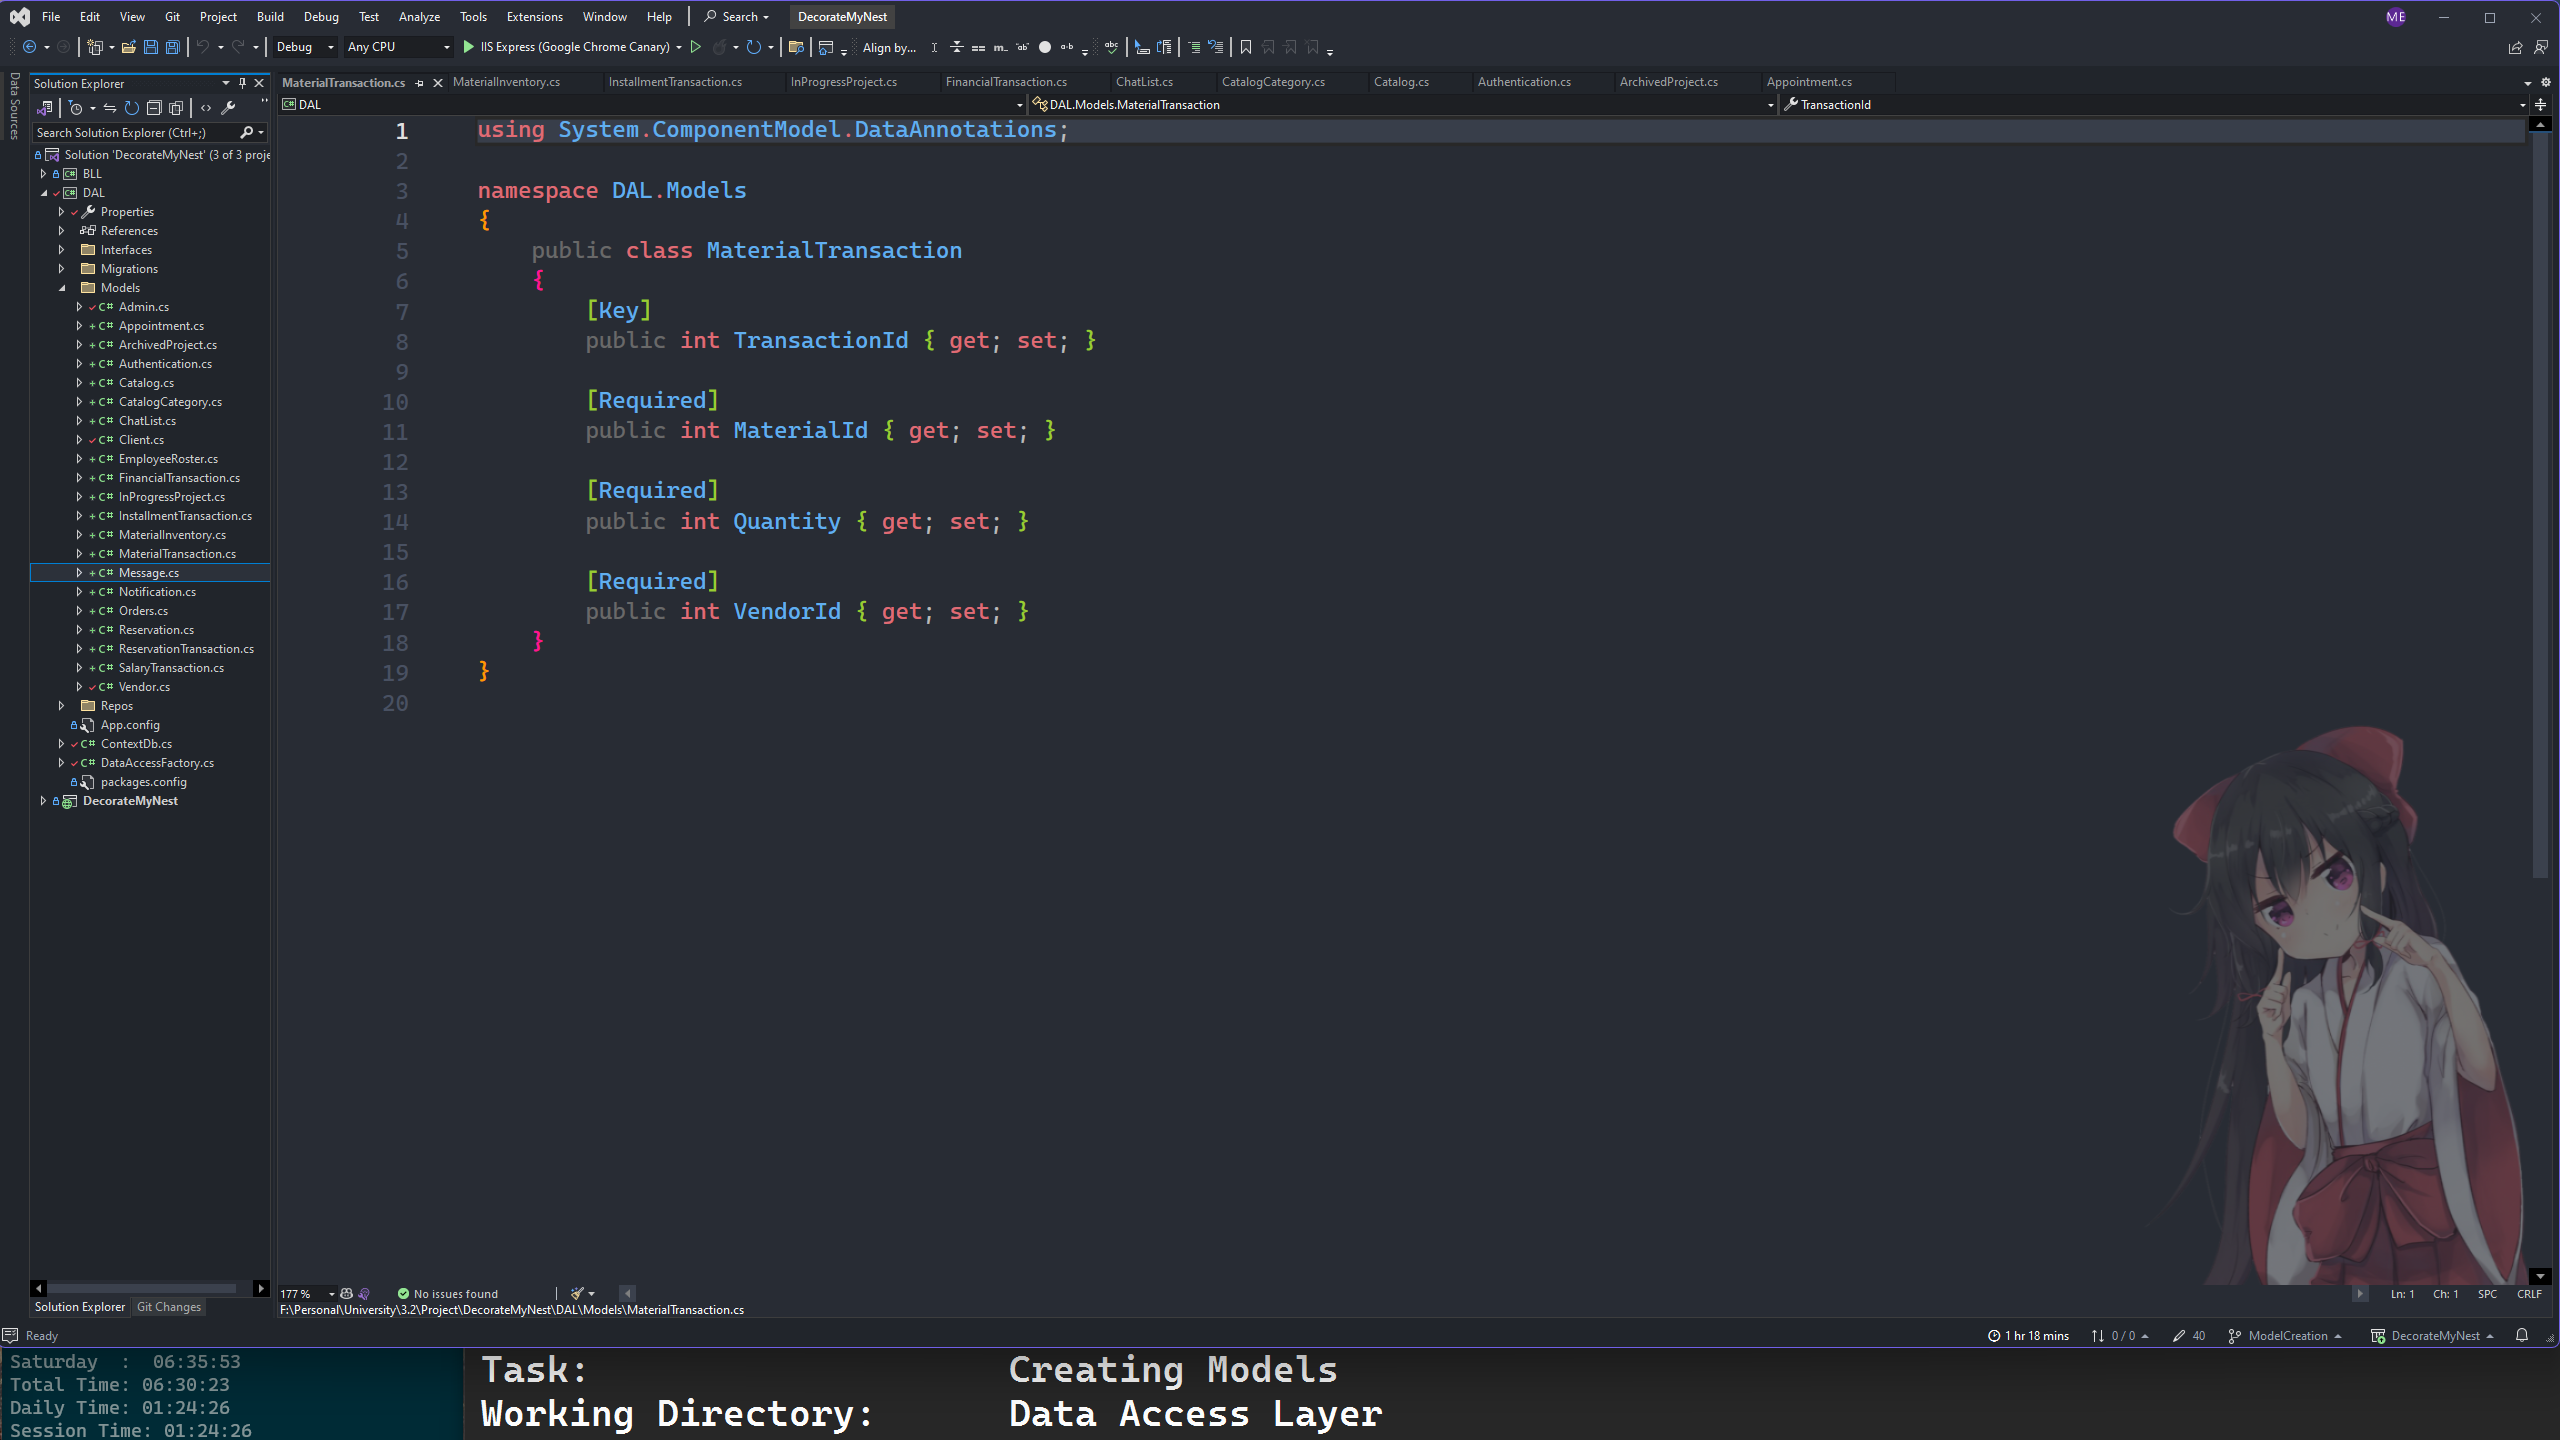 File Edit View Git Project Build Debug Test Analyze Tools Extensions Window Help Search DecorateMyNest ME
Debug Any CPU IIS Express (Google Chrome Canary) Align by...
Data Sources
Solution Explorer
Search Solution Explorer (Ctrl+;)
Solution 'DecorateMyNest' (3 of 3 proje
BLL
DAL
Properties
References
Interfaces
Migrations
Models
C# Admin.cs
C# Appointment.cs
C# ArchivedProject.cs
C# Authentication.cs
C# Catalog.cs
C# CatalogCategory.cs
C# ChatList.cs
C# Client.cs
C# EmployeeRoster.cs
C# FinancialTransaction.cs
C# InProgressProject.cs
C# InstallmentTransaction.cs
C# MaterialInventory.cs
C# MaterialTransaction.cs
C# Message.cs
C# Notification.cs
C# Orders.cs
C# Reservation.cs
C# ReservationTransaction.cs
C# SalaryTransaction.cs
C# Vendor.cs
Repos
App.config
C# ContextDb.cs
C# DataAccessFactory.cs
packages.config
DecorateMyNest
Solution Explorer Git Changes
MaterialTransaction.cs MaterialInventory.cs InstallmentTransaction.cs InProgressProject.cs FinancialTransaction.cs ChatList.cs CatalogCategory.cs Catalog.cs Authentication.cs ArchivedProject.cs Appointment.cs
C# DAL DAL.Models.MaterialTransaction TransactionId
1 using System.ComponentModel.DataAnnotations;
2
3 namespace DAL.Models
4 {
5 public class MaterialTransaction
6 {
7 [Key]
8 public int TransactionId { get; set; }
9
10 [Required]
11 public int MaterialId { get; set; }
12
13 [Required]
14 public int Quantity { get; set; }
15
16 [Required]
17 public int VendorId { get; set; }
18 }
19 }
20
177 % No issues found Ln: 1 Ch: 1 SPC CRLF
F:\Personal\University\3.2\Project\DecorateMyNest\DAL\Models\MaterialTransaction.cs
Ready 1 hr 18 mins 0 / 0 40 ModelCreation DecorateMyNest
Saturday : 06:35:53
Total Time: 06:30:23
Daily Time: 01:24:26
Session Time: 01:24:26
Task: Creating Models
Working Directory: Data Access Layer